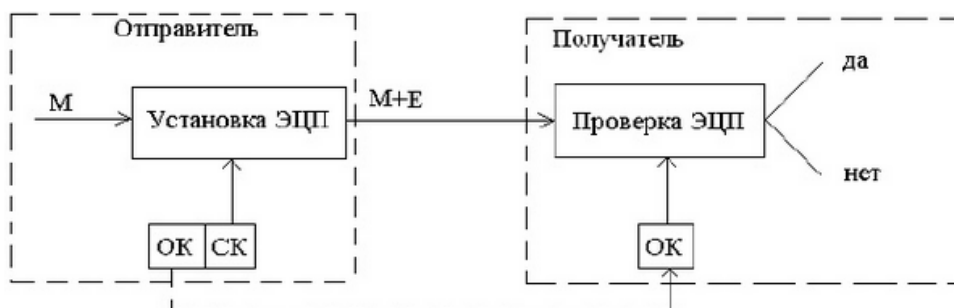 Отправитель
Получатель
да
М
Установка ЭЦП
М+Е
Проверка ЭЦП
нет
ОК
СК
ОК